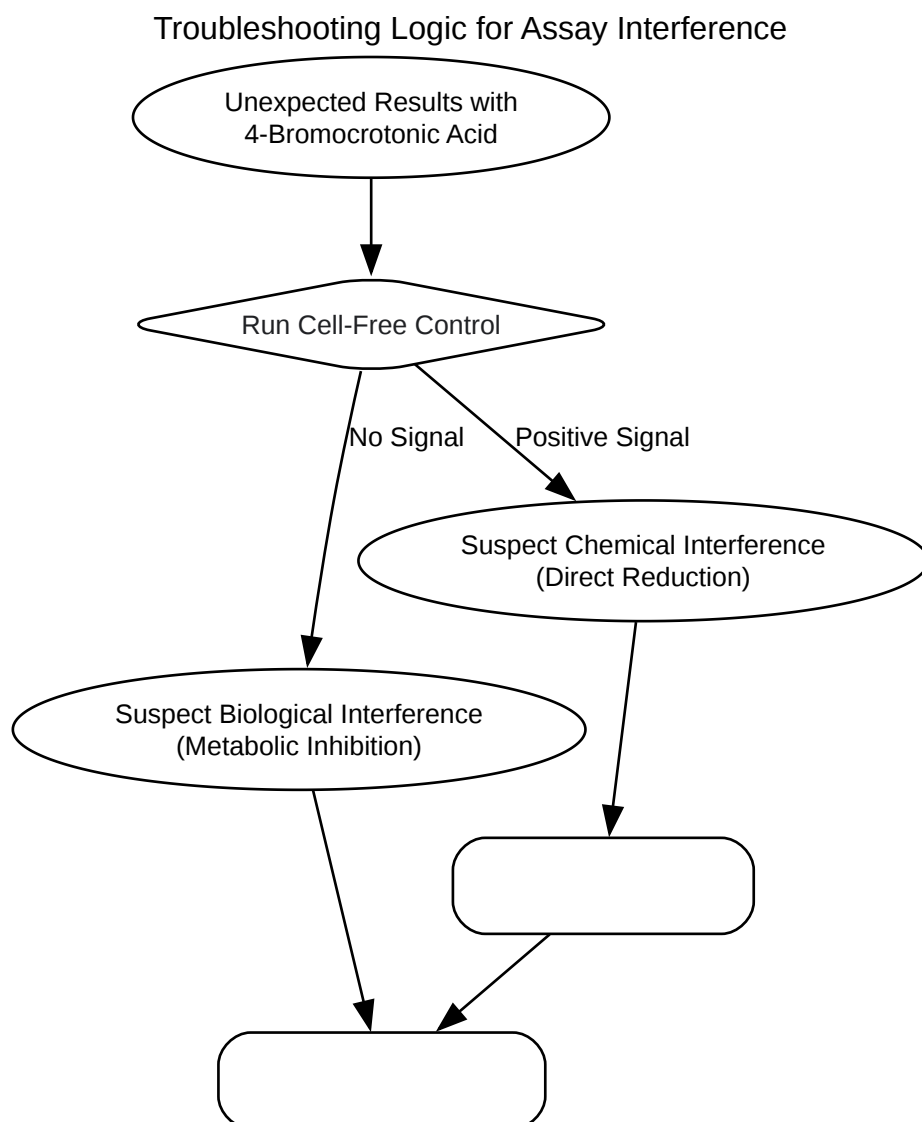 Troubleshooting Logic for Assay Interference
Unexpected Results with
4-Bromocrotonic Acid
Run Cell-Free Control
No Signal
Positive Signal
Suspect Chemical Interference
(Direct Reduction)
Suspect Biological Interference
(Metabolic Inhibition)